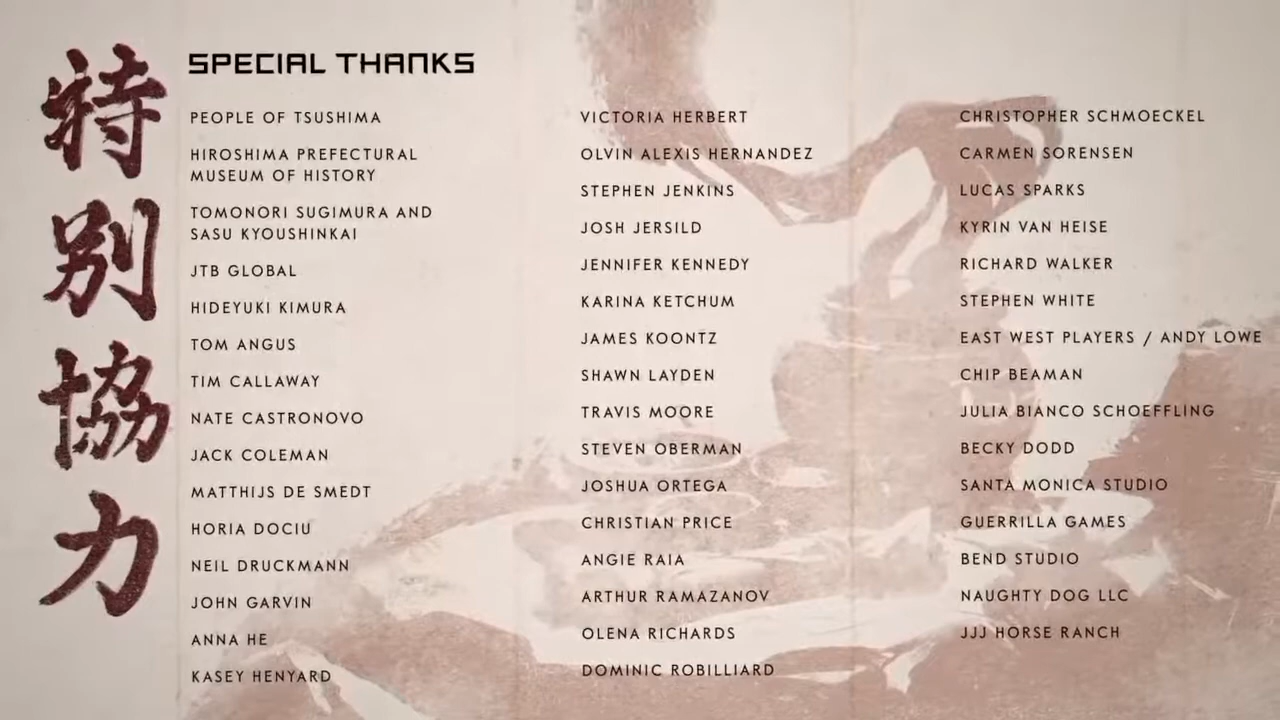 特別協力
SPECIAL THANKS
PEOPLE OF TSUSHIMA
HIROSHIMA PREFECTURAL
MUSEUM OF HISTORY
TOMONORI SUGIMURA AND
SASU KYOUSHINKAI
JTB GLOBAL
HIDEYUKI KIMURA
TOM ANGUS
TIM CALLAWAY
NATE CASTRONOVO
JACK COLEMAN
MATTHIJS DE SMEDT
HORIA DOCIU
NEIL DRUCKMANN
JOHN GARVIN
ANNA HE
KASEY HENYARD
VICTORIA HERBERT
OLVIN ALEXIS HERNANDEZ
STEPHEN JENKINS
JOSH JERSILD
JENNIFER KENNEDY
KARINA KETCHUM
JAMES KOONTZ
SHAWN LAYDEN
TRAVIS MOORE
STEVEN OBERMAN
JOSHUA ORTEGA
CHRISTIAN PRICE
ANGIE RAIA
ARTHUR RAMAZANOV
OLENA RICHARDS
DOMINIC ROBILLIARD
CHRISTOPHER SCHMOECKEL
CARMEN SORENSEN
LUCAS SPARKS
KYRIN VAN HEISE
RICHARD WALKER
STEPHEN WHITE
EAST WEST PLAYERS / ANDY LOWE
CHIP BEAMAN
JULIA BIANCO SCHOEFFLING
BECKY DODD
SANTA MONICA STUDIO
GUERRILLA GAMES
BEND STUDIO
NAUGHTY DOG LLC
JJJ HORSE RANCH